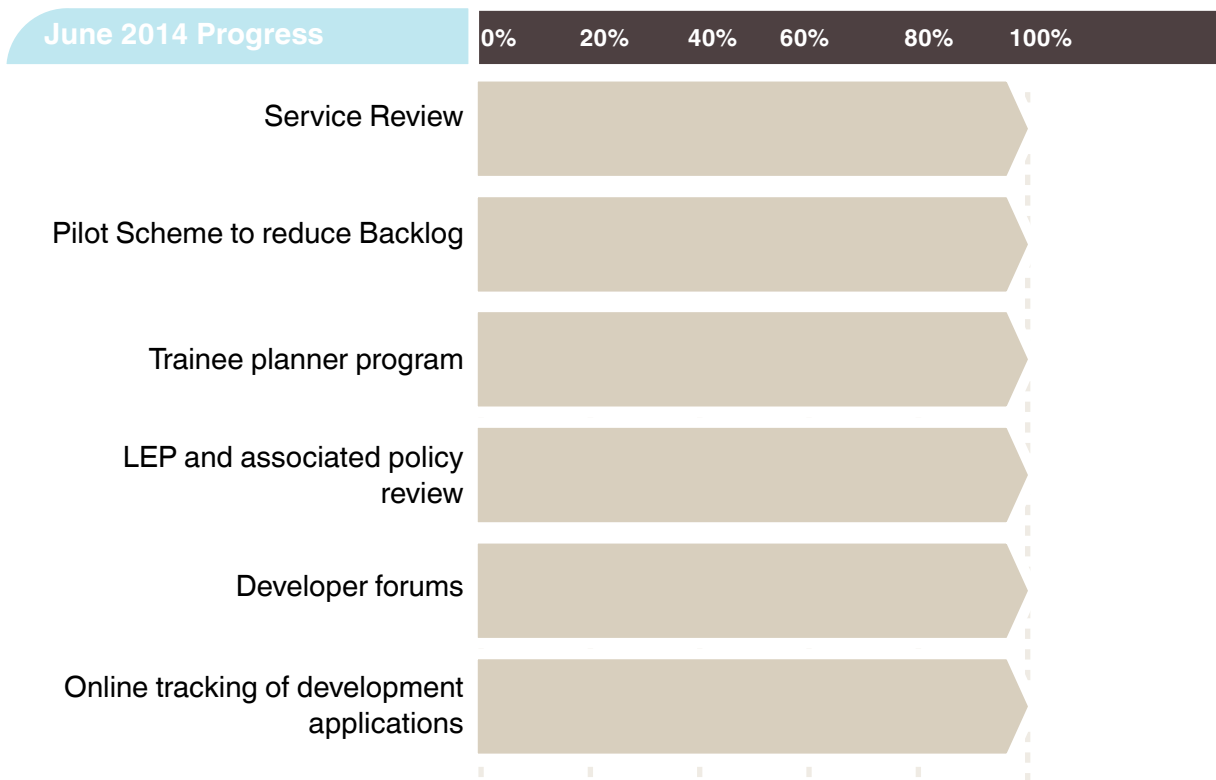 June 2014 Progress
0% 20% 40% 60% 80% 100%
Service Review
Pilot Scheme to reduce Backlog
Trainee planner program
LEP and associated policy
review
Developer forums
Online tracking of development
applications